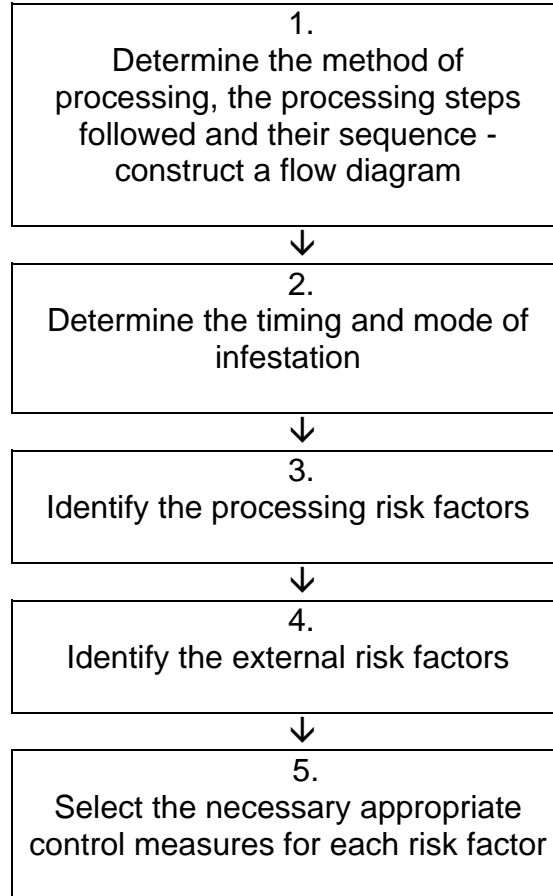 1.
Determine the method of
processing, the processing steps
followed and their sequence -
construct a flow diagram
↓
2.
Determine the timing and mode of
infestation
↓
3.
Identify the processing risk factors
↓
4.
Identify the external risk factors
↓
5.
Select the necessary appropriate
control measures for each risk factor